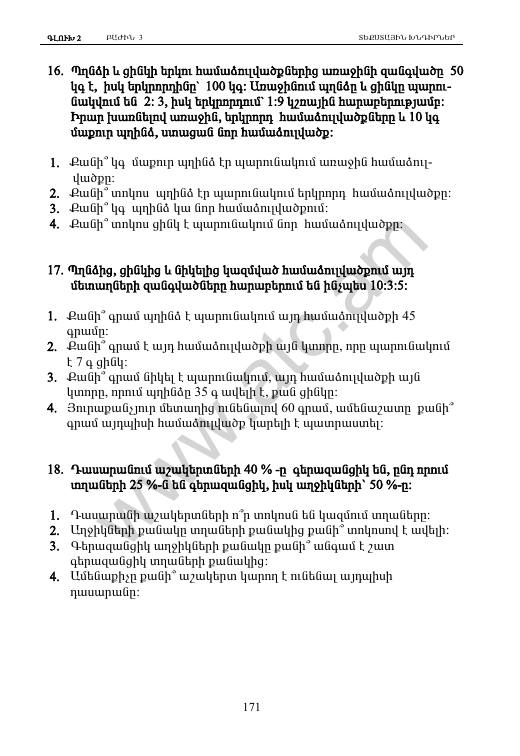 ԳԼՈՒԽ 2 ԲԱԺԻՆ 3 ՏԵՔՍՏԱՅԻՆ ԽՆԴԻՐՆԵՐ
16. Պղնձի և ցինկի երկու համաձուլվածքներից առաջինի զանգվածը 50
կգ է, իսկ երկրորդինը՝ 100 կգ: Առաջինում պղնձը և ցինկը պարու-
նակվում են 2: 3, իսկ երկրորդում՝ 1:9 կշռային հարաբերությամբ:
Իրար խառնելով առաջին, երկրորդ համաձուլվածքները և 10 կգ
մաքուր պղինձ, ստացան նոր համաձուլվածք:
1. Քանի՞ կգ մաքուր պղինձ էր պարունակում առաջին համաձուլ-
վածքը:
2. Քանի՞ տոկոս պղինձ էր պարունակում երկրորդ համաձուլվածքը:
3. Քանի՞ կգ պղինձ կա նոր համաձուլվածքում:
4. Քանի՞ տոկոս ցինկ է պարունակում նոր համաձուլվածքը:
17. Պղնձից, ցինկից և նիկելից կազմված համաձուլվածքում այդ
մետաղների զանգվածները հարաբերում են ինչպես 10:3:5:
1. Քանի՞ գրամ պղինձ է պարունակում այդ համաձուլվածքի 45
գրամը:
2. Քանի՞ գրամ է այդ համաձուլվածքի այն կտորը, որը պարունակում
է 7 գ ցինկ:
3. Քանի՞ գրամ նիկել է պարունակում, այդ համաձուլվածքի այն
կտորը, որում պղինձը 35 գ ավելի է, քան ցինկը:
4. Յուրաքանչյուր մետաղից ունենալով 60 գրամ, ամենաշատը քանի՞
գրամ այդպիսի համաձուլվածք կարելի է պատրաստել:
18. Դասարանում աշակերտների 40 % -ը գերազանցիկ են, ընդ որում
տղաների 25 %-ն են գերազանցիկ, իսկ աղջիկների՝ 50 %-ը:
1. Դասարանի աշակերտների ո՞ր տոկոսն են կազմում տղաները:
2. Աղջիկների քանակը տղաների քանակից քանի՞ տոկոսով է ավելի:
3. Գերազանցիկ աղջիկների քանակը քանի՞ անգամ է շատ
գերազանցիկ տղաների քանակից:
4. Ամենաքիչը քանի՞ աշակերտ կարող է ունենալ այդպիսի
դասարանը:
www.atc.am
171